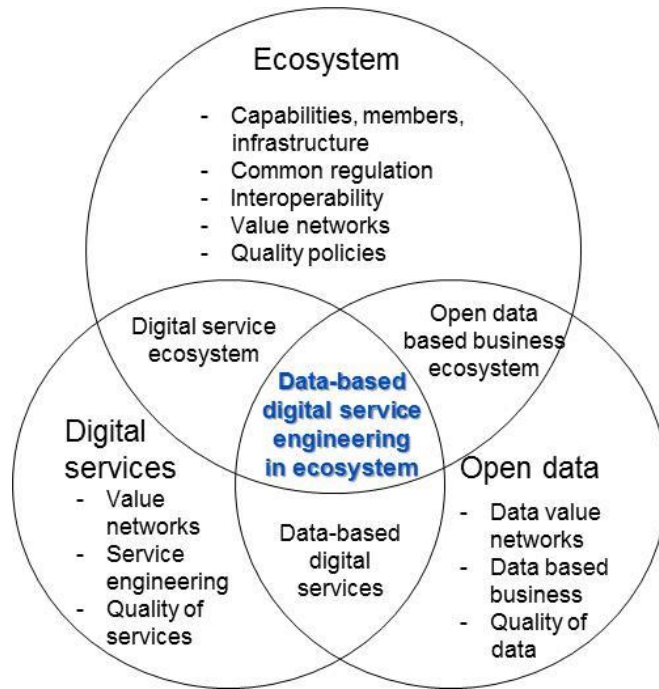 Ecosystem
- Capabilities, members,
infrastructure
- Common regulation
- Interoperability
- Value networks
- Quality policies
Digital service
ecosystem
Open data
based business
ecosystem
Data-based
digital service
engineering
in ecosystem
Digital
services
- Value
networks
- Service
engineering
- Quality of
services
Data-based
digital
services
Open data
- Data value
networks
- Data based
business
- Quality of
data